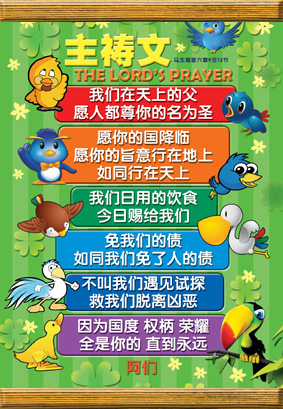 主祷文
马太福音六章9至13节
THE LORD'S PRAYER
我们在天上的父
愿人都尊你的名为圣
愿你的国降临
愿你的旨意行在地上
如同行在天上
我们日用的饮食
今日赐给我们
免我们的债
如同我们免了人的债
不叫我们遇见试探
救我们脱离凶恶
因为国度 权柄 荣耀
全是你的 直到永远
阿们